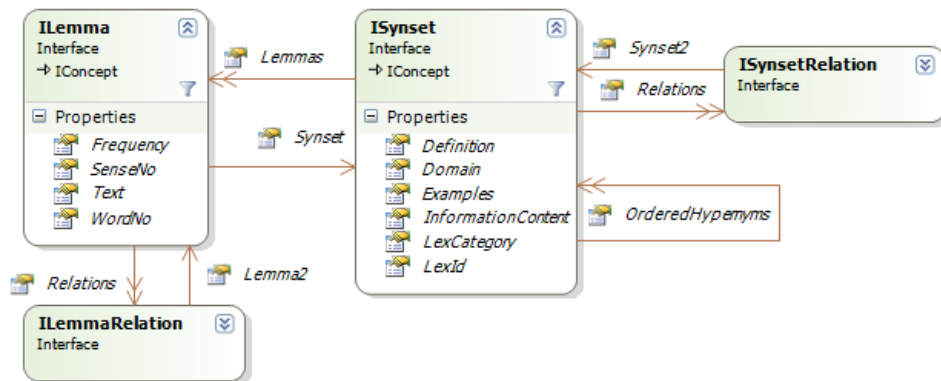 ILemma
Interface
IConcept
Properties
Frequency
SenseNo
Text
WordNo
Lemmas
Synset
ISynset
Interface
IConcept
Properties
Definition
Domain
Examples
InformationContent
LexCategory
LexId
Synset2
Relations
ISynsetRelation
Interface
OrderedHypernyms
Relations
Lemma2
ILemmaRelation
Interface